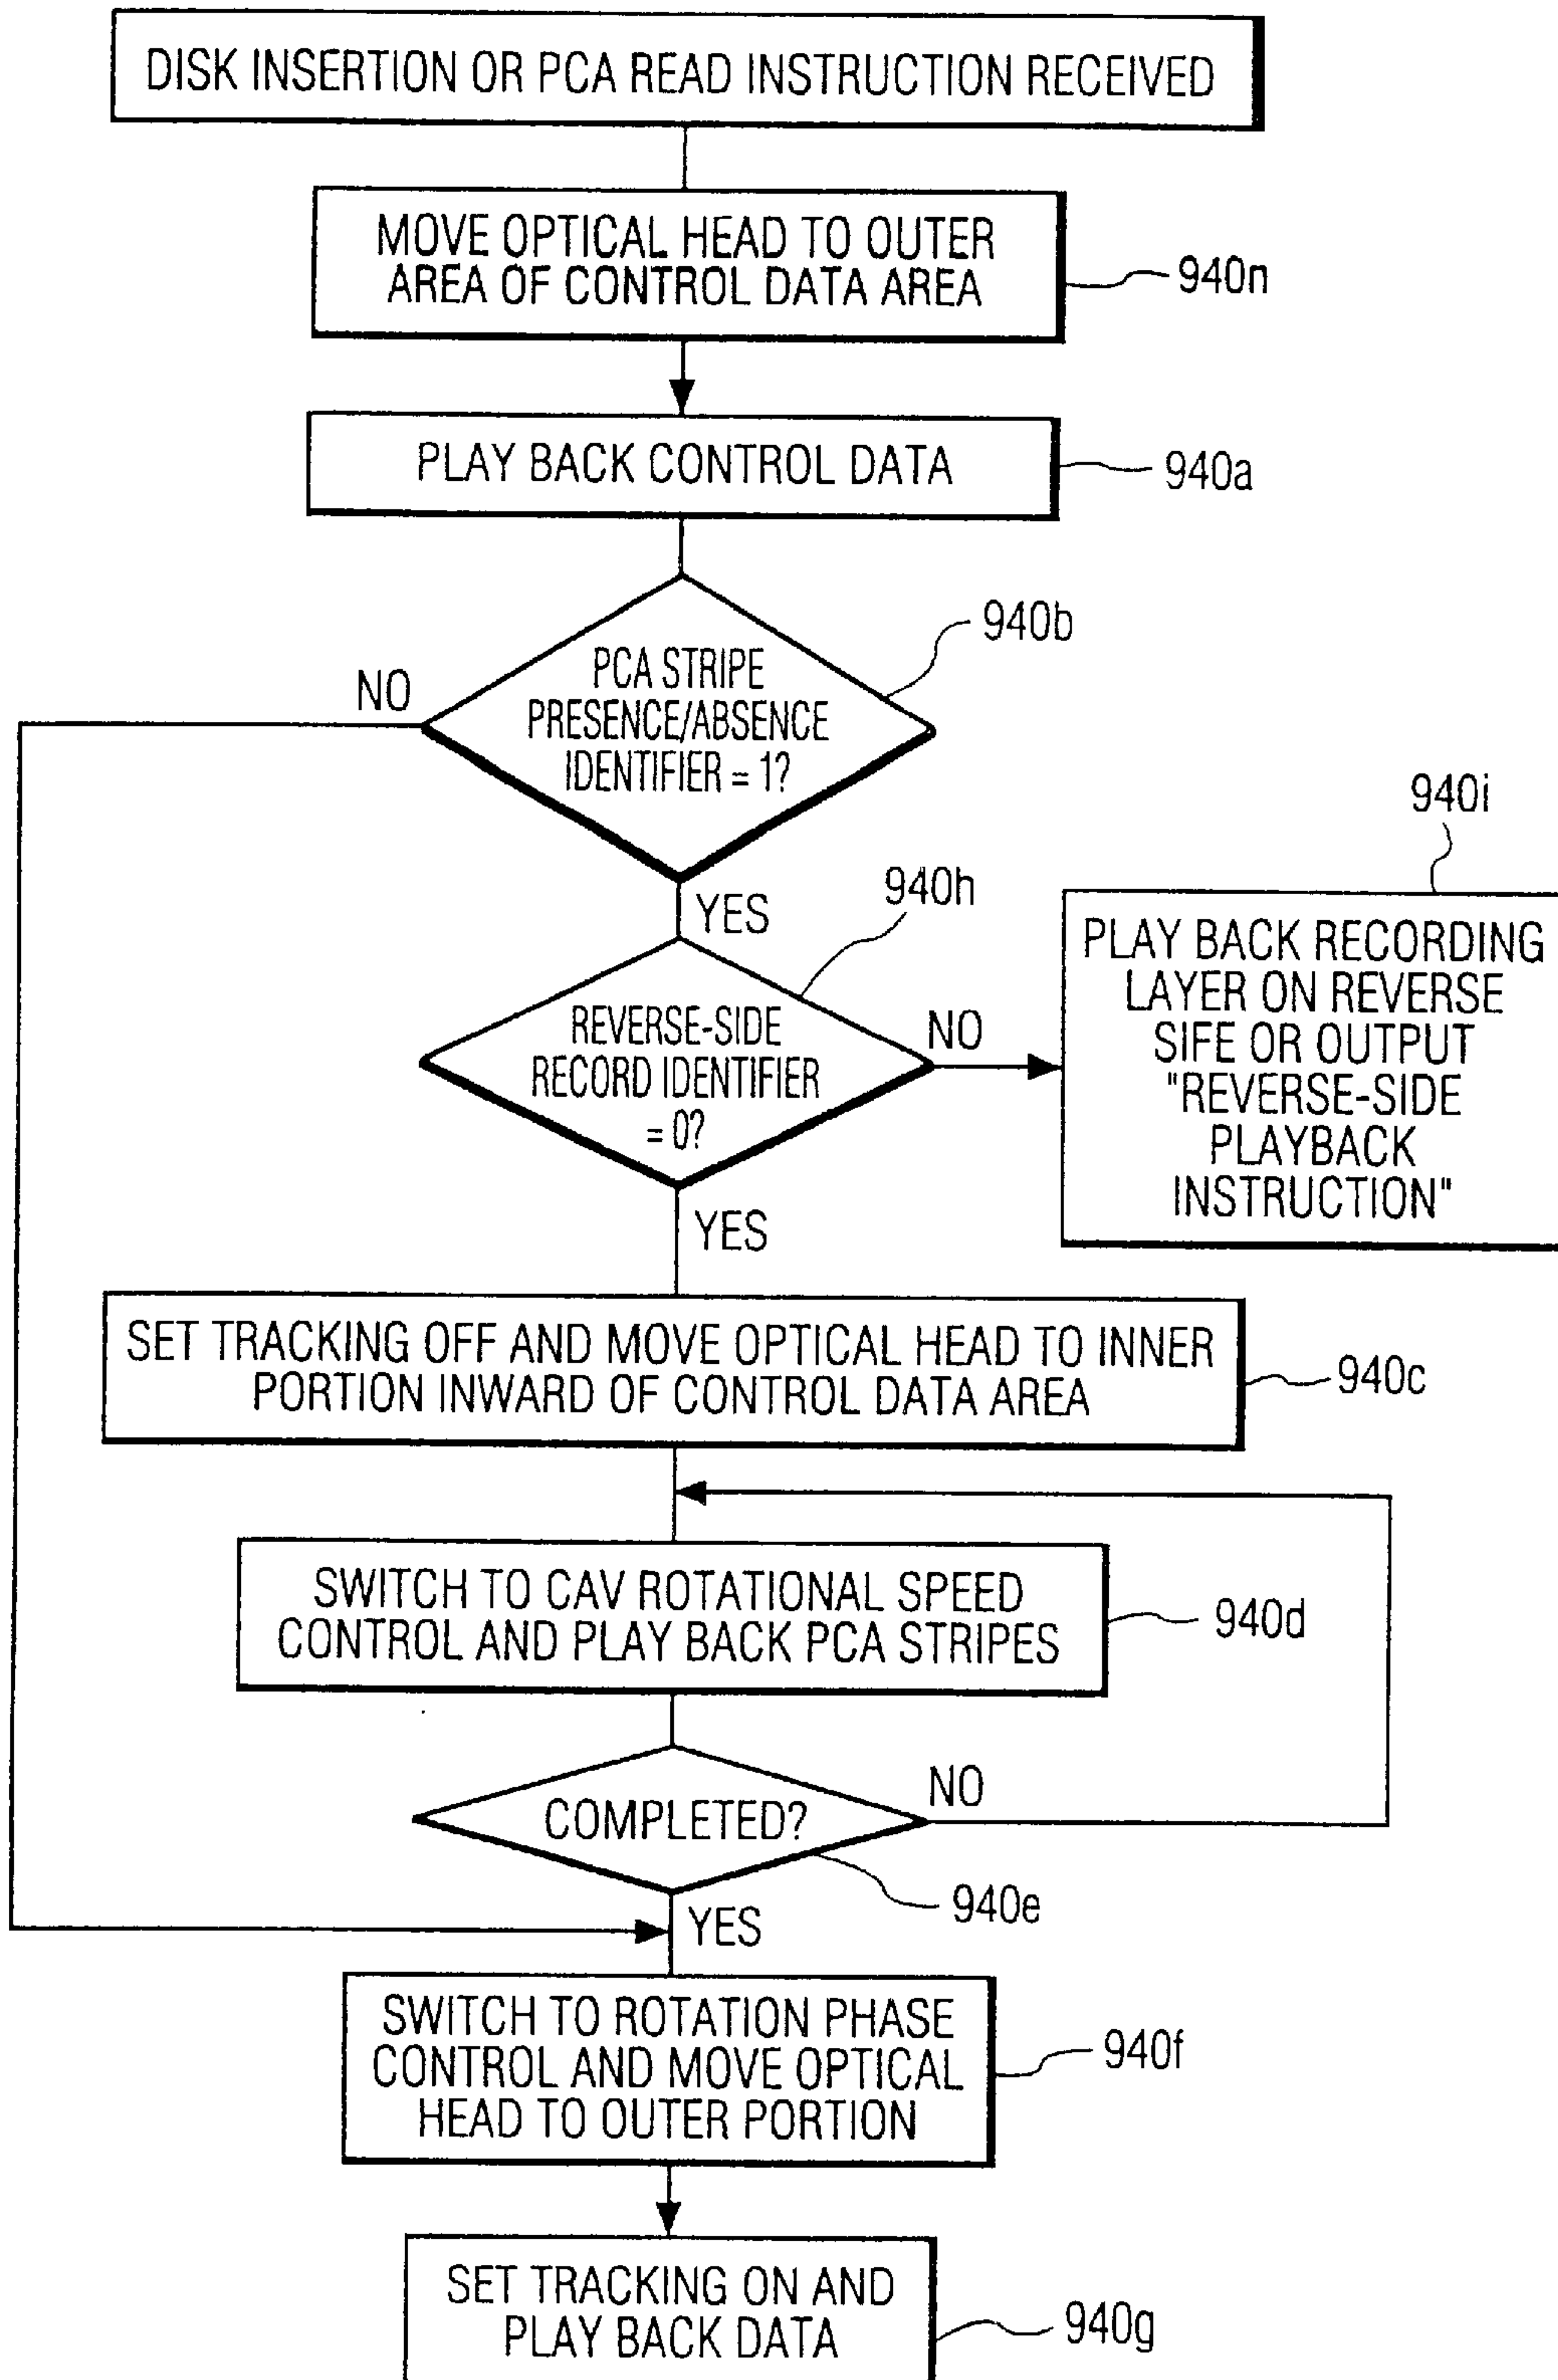 DISK INSERTION OR PCA READ INSTRUCTION RECEIVED
MOVE OPTICAL HEAD TO OUTER
AREA OF CONTROL DATA AREA
940n
PLAY BACK CONTROL DATA
940a
940b
NO
PCA STRIPE
PRESENCE/ABSENCE
IDENTIFIER = 1?
YES
940h
940i
REVERSE-SIDE
RECORD IDENTIFIER
= 0?
NO
PLAY BACK RECORDING
LAYER ON REVERSE
SIFE OR OUTPUT
"REVERSE-SIDE
PLAYBACK
INSTRUCTION"
YES
SET TRACKING OFF AND MOVE OPTICAL HEAD TO INNER
PORTION INWARD OF CONTROL DATA AREA
940c
SWITCH TO CAV ROTATIONAL SPEED
CONTROL AND PLAY BACK PCA STRIPES
940d
COMPLETED?
NO
940e
YES
SWITCH TO ROTATION PHASE
CONTROL AND MOVE OPTICAL
HEAD TO OUTER PORTION
940f
SET TRACKING ON AND
PLAY BACK DATA
940g